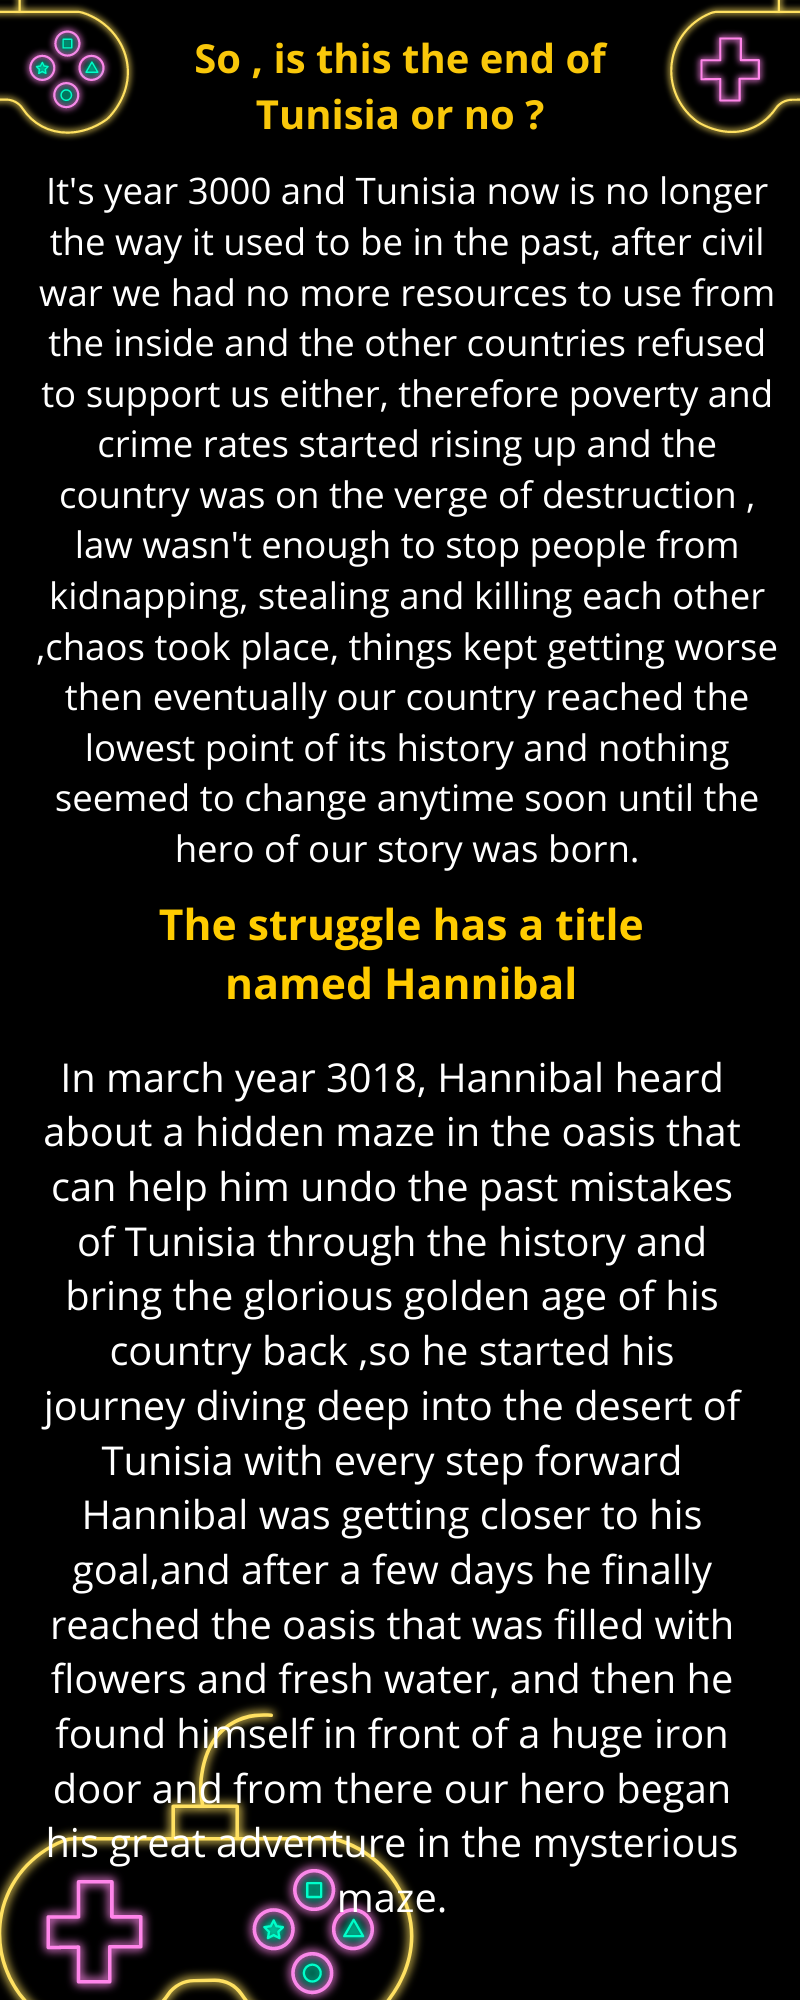 So , is this the end of
Tunisia or no ?
It's year 3000 and Tunisia now is no longer
the way it used to be in the past, after civil
war we had no more resources to use from
the inside and the other countries refused
to support us either, therefore poverty and
crime rates started rising up and the
country was on the verge of destruction ,
law wasn't enough to stop people from
kidnapping, stealing and killing each other
,chaos took place, things kept getting worse
then eventually our country reached the
lowest point of its history and nothing
seemed to change anytime soon until the
hero of our story was born.
The struggle has a title
named Hannibal
In march year 3018, Hannibal heard
about a hidden maze in the oasis that
can help him undo the past mistakes
of Tunisia through the history and
bring the glorious golden age of his
country back ,so he started his
journey diving deep into the desert of
Tunisia with every step forward
Hannibal was getting closer to his
goal,and after a few days he finally
reached the oasis that was filled with
flowers and fresh water, and then he
found himself in front of a huge iron
door and from there our hero began
his great adventure in the mysterious
maze.